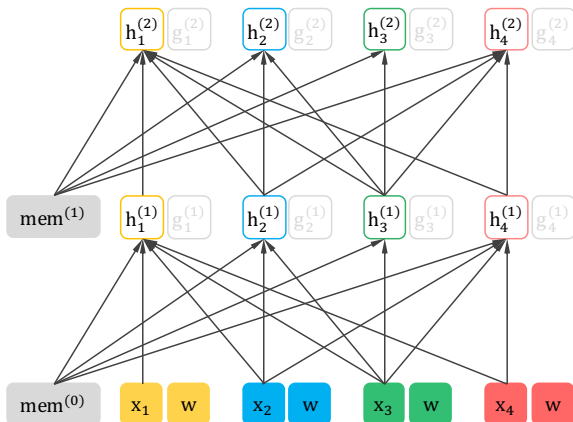 h₁⁽²⁾ g₁⁽²⁾ h₂⁽²⁾ g₂⁽²⁾ h₃⁽²⁾ g₃⁽²⁾ h₄⁽²⁾ g₄⁽²⁾
mem⁽¹⁾ h₁⁽¹⁾ g₁⁽¹⁾ h₂⁽¹⁾ g₂⁽¹⁾ h₃⁽¹⁾ g₃⁽¹⁾ h₄⁽¹⁾ g₄⁽¹⁾
mem⁽⁰⁾ x₁ w x₂ w x₃ w x₄ w